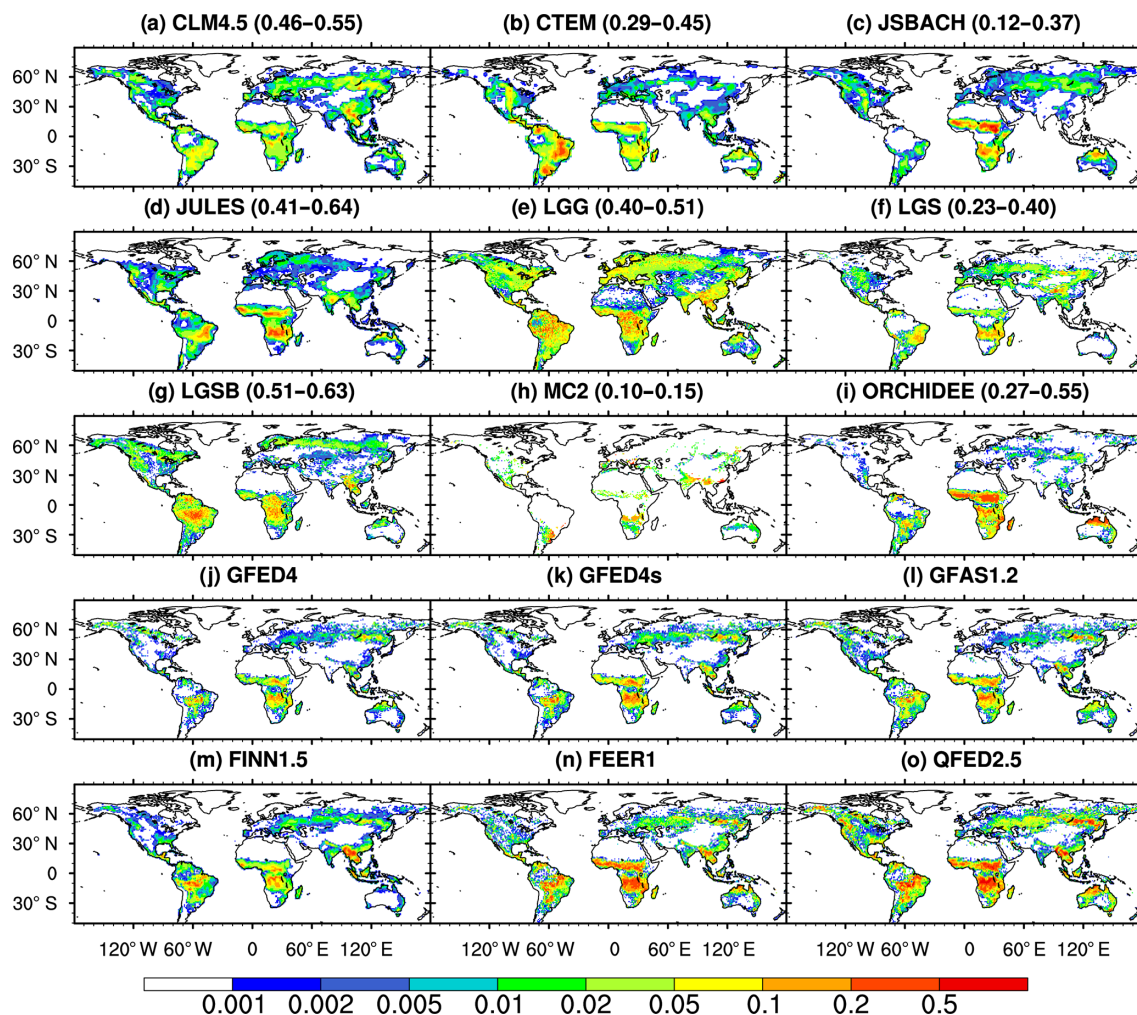 (a) CLM4.5 (0.46−0.55) (b) CTEM (0.29−0.45) (c) JSBACH (0.12−0.37)
60° N
30° N
0
30° S
(d) JULES (0.41−0.64) (e) LGG (0.40−0.51) (f) LGS (0.23−0.40)
60° N
30° N
0
30° S
(g) LGSB (0.51−0.63) (h) MC2 (0.10−0.15) (i) ORCHIDEE (0.27−0.55)
60° N
30° N
0
30° S
(j) GFED4 (k) GFED4s (l) GFAS1.2
60° N
30° N
0
30° S
(m) FINN1.5 (n) FEER1 (o) QFED2.5
60° N
30° N
0
30° S
120° W 60° W 0 60° E 120° E 120° W 60° W 0 60° E 120° E 120° W 60° W 0 60° E 120° E
0.001 0.002 0.005 0.01 0.02 0.05 0.1 0.2 0.5